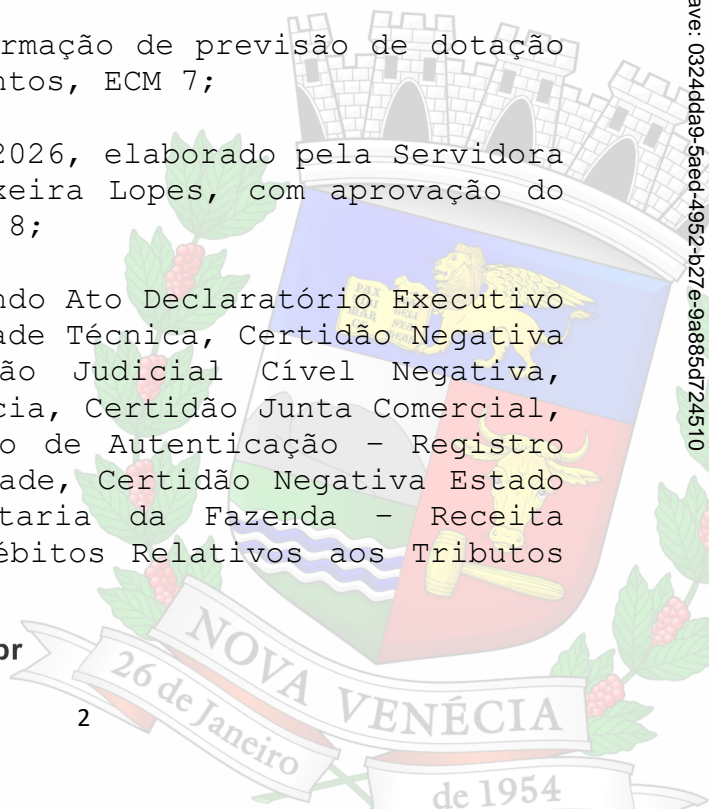 rmação de previsão de dotação
ntos, ECM 7;
2026, elaborado pela Servidora
xeira Lopes, com aprovação do
8;
ndo Ato Declaratório Executivo
ade Técnica, Certidão Negativa
ão Judicial Cível Negativa,
cia, Certidão Junta Comercial,
o de Autenticação – Registro
ade, Certidão Negativa Estado
taria da Fazenda – Receita
ébitos Relativos aos Tributos
br
2
NOVA VENÉCIA
26 de Janeiro
de 1954
ave: 0324dda9-5aed-4952-b27e-9a885d724510